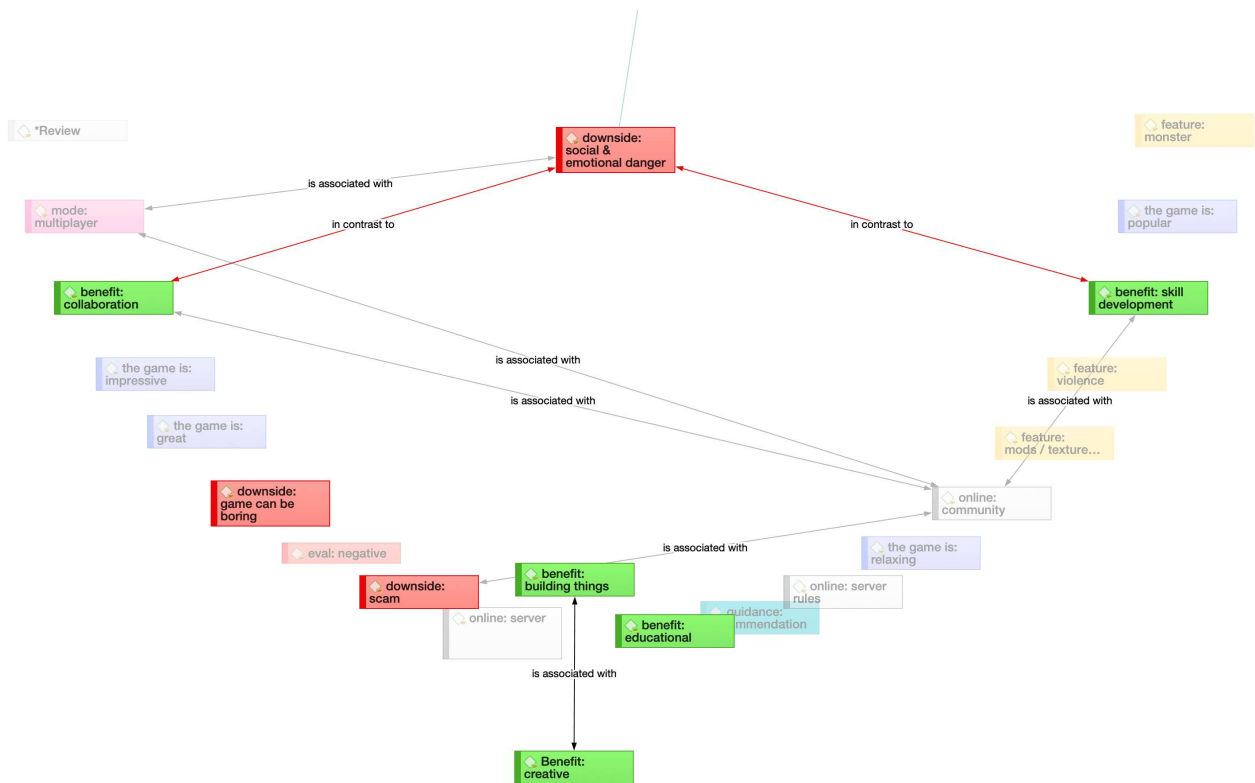 downside:
social &
emotional danger
*Review
feature:
monster
is associated with
mode:
multiplayer
the game is:
popular
in contrast to
in contrast to
benefit:
collaboration
benefit: skill
development
the game is:
impressive
is associated with
feature:
violence
is associated with
is associated with
the game is:
great
feature:
mods / texture…
downside:
game can be
boring
online:
community
eval: negative
is associated with
the game is:
relaxing
benefit:
building things
downside:
scam
online: server
rules
online: server
guidance:
mmendation
benefit:
educational
is associated with
Benefit:
creative